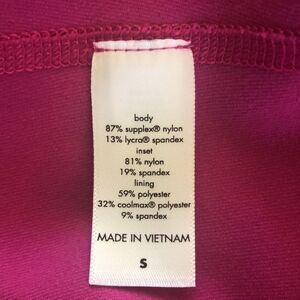 body
87% supplex® nylon
13% lycra® spandex
inset
81% nylon
19% spandex
lining
59% polyester
32% coolmax® polyester
9% spandex
MADE IN VIETNAM
S